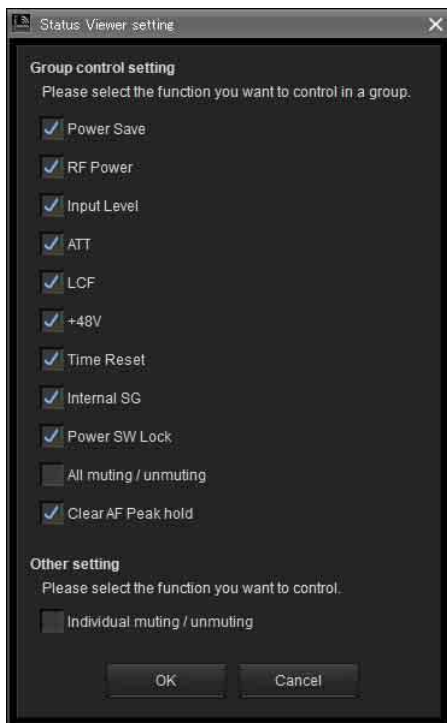 Status Viewer setting
Group control setting
Please select the function you want to control in a group.
Power Save
RF Power
Input Level
ATT
LCF
+48V
Time Reset
Internal SG
Power SW Lock
All muting / unmuting
Clear AF Peak hold
Other setting
Please select the function you want to control.
Individual muting / unmuting
OK
Cancel